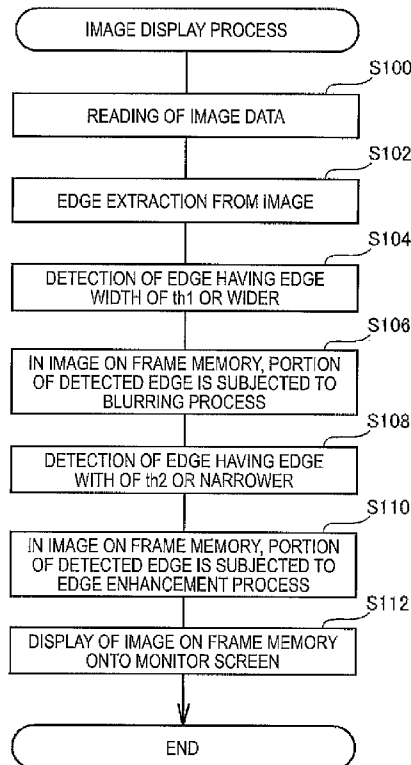 IMAGE DISPLAY PROCESS
S100
READING OF IMAGE DATA
S102
EDGE EXTRACTION FROM IMAGE
S104
DETECTION OF EDGE HAVING EDGE
WIDTH OF th1 OR WIDER
S106
IN IMAGE ON FRAME MEMORY, PORTION
OF DETECTED EDGE IS SUBJECTED TO
BLURRING PROCESS
S108
DETECTION OF EDGE HAVING EDGE
WITH OF th2 OR NARROWER
S110
IN IMAGE ON FRAME MEMORY, PORTION
OF DETECTED EDGE IS SUBJECTED TO
EDGE ENHANCEMENT PROCESS
S112
DISPLAY OF IMAGE ON FRAME MEMORY
ONTO MONITOR SCREEN
END